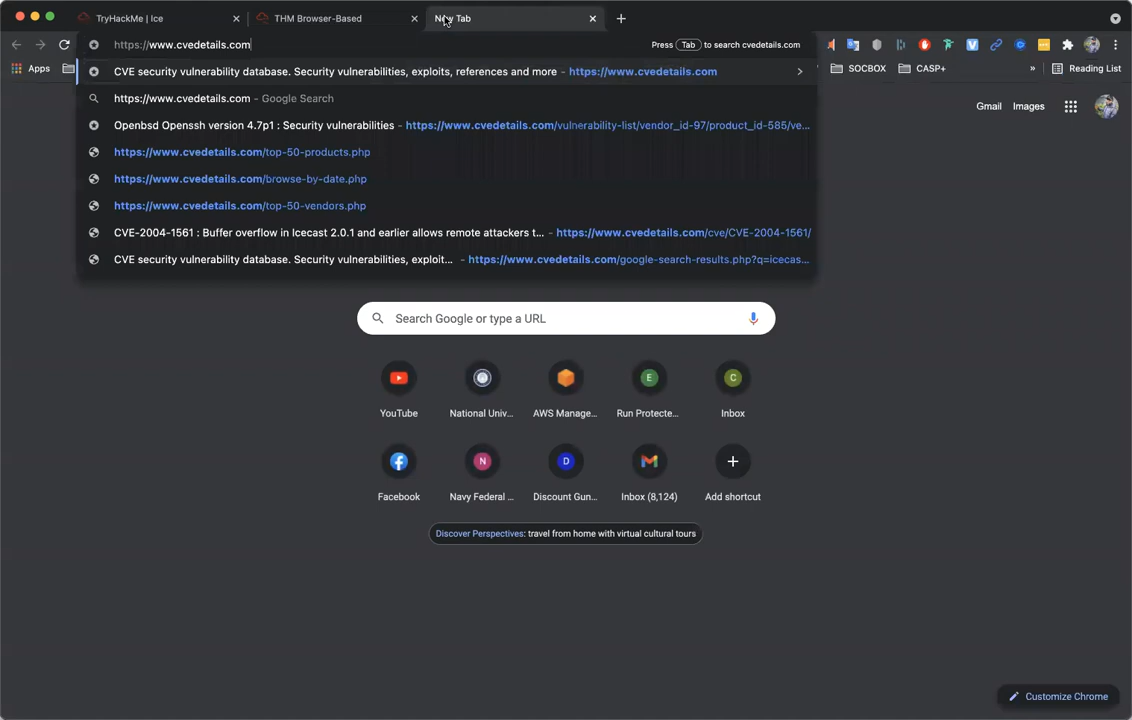 TryHackMe | Ice
THM Browser-Based
New Tab
https://www.cvedetails.com
Press Tab to search cvedetails.com
Apps
SOCBOX
CASP+
»
Reading List
CVE security vulnerability database. Security vulnerabilities, exploits, references and more - https://www.cvedetails.com
https://www.cvedetails.com - Google Search
Openbsd Openssh version 4.7p1 : Security vulnerabilities - https://www.cvedetails.com/vulnerability-list/vendor_id-97/product_id-585/ve...
https://www.cvedetails.com/top-50-products.php
https://www.cvedetails.com/browse-by-date.php
https://www.cvedetails.com/top-50-vendors.php
CVE-2004-1561 : Buffer overflow in Icecast 2.0.1 and earlier allows remote attackers t... - https://www.cvedetails.com/cve/CVE-2004-1561/
CVE security vulnerability database. Security vulnerabilities, exploit... - https://www.cvedetails.com/google-search-results.php?q=icecas...
Gmail Images
Search Google or type a URL
YouTube
National Univ...
AWS Manage...
E
Run Protecte...
C
Inbox
Facebook
N
Navy Federal ...
D
Discount Gun...
Inbox (8,124)
Add shortcut
Discover Perspectives: travel from home with virtual cultural tours
Customize Chrome